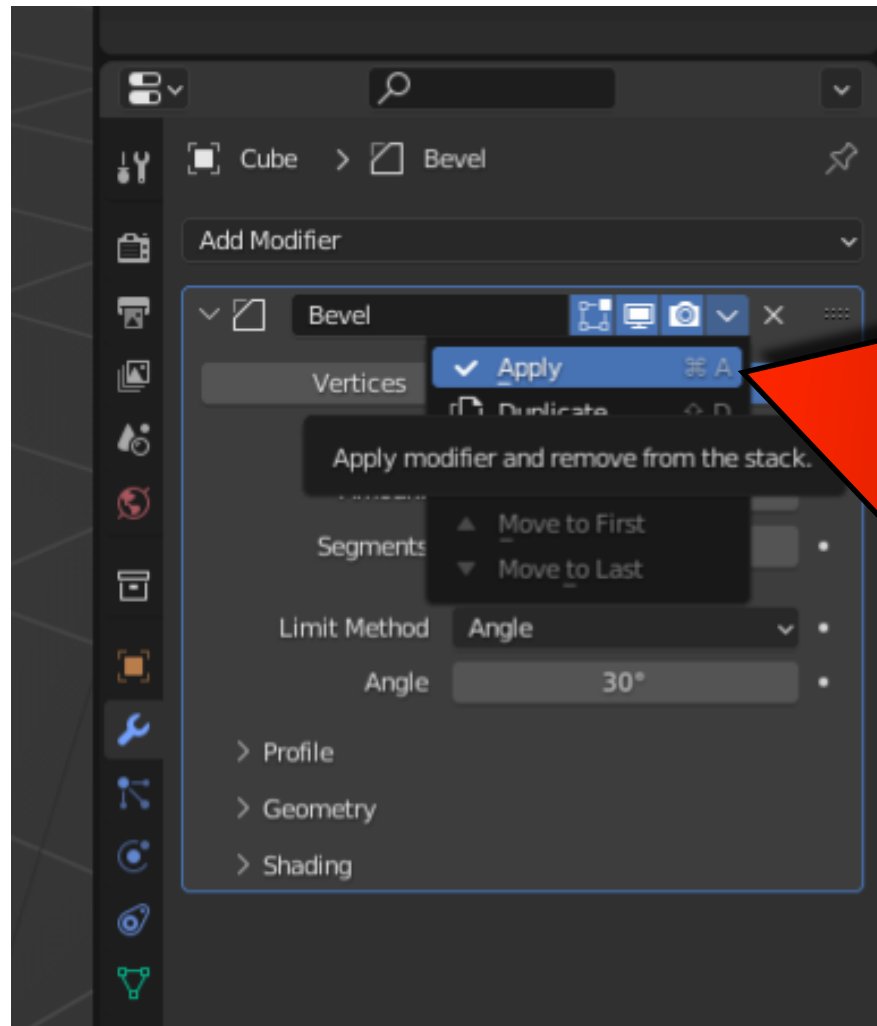 Cube > Bevel
Add Modifier
Bevel
Vertices
Apply ⌘ A
Duplicate ⇧ D
Apply modifier and remove from the stack.
Move to First
Segments
Move to Last
Limit Method Angle
Angle 30°
> Profile
> Geometry
> Shading